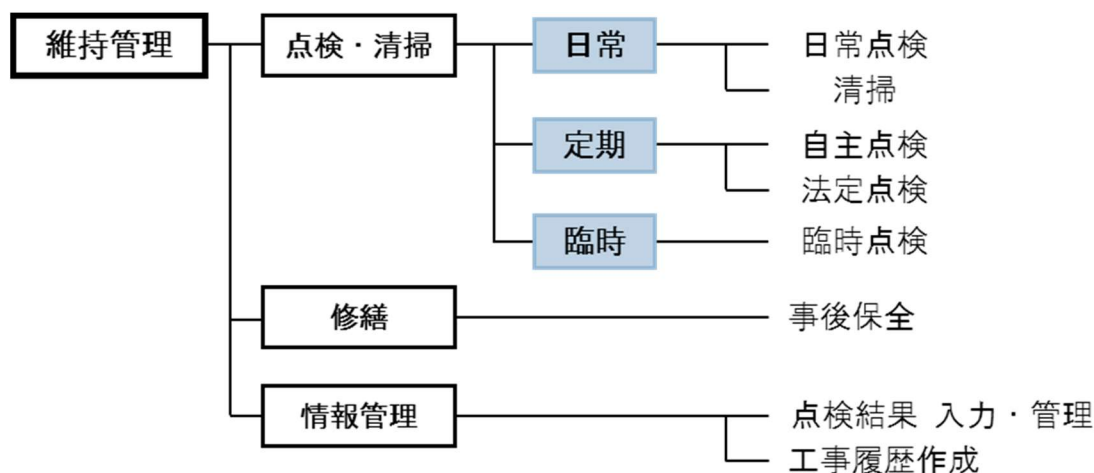 維持管理
点検・清掃
日常
日常点検
清掃
定期
自主点検
法定点検
臨時
臨時点検
修繕
事後保全
情報管理
点検結果 入力・管理
工事履歴作成